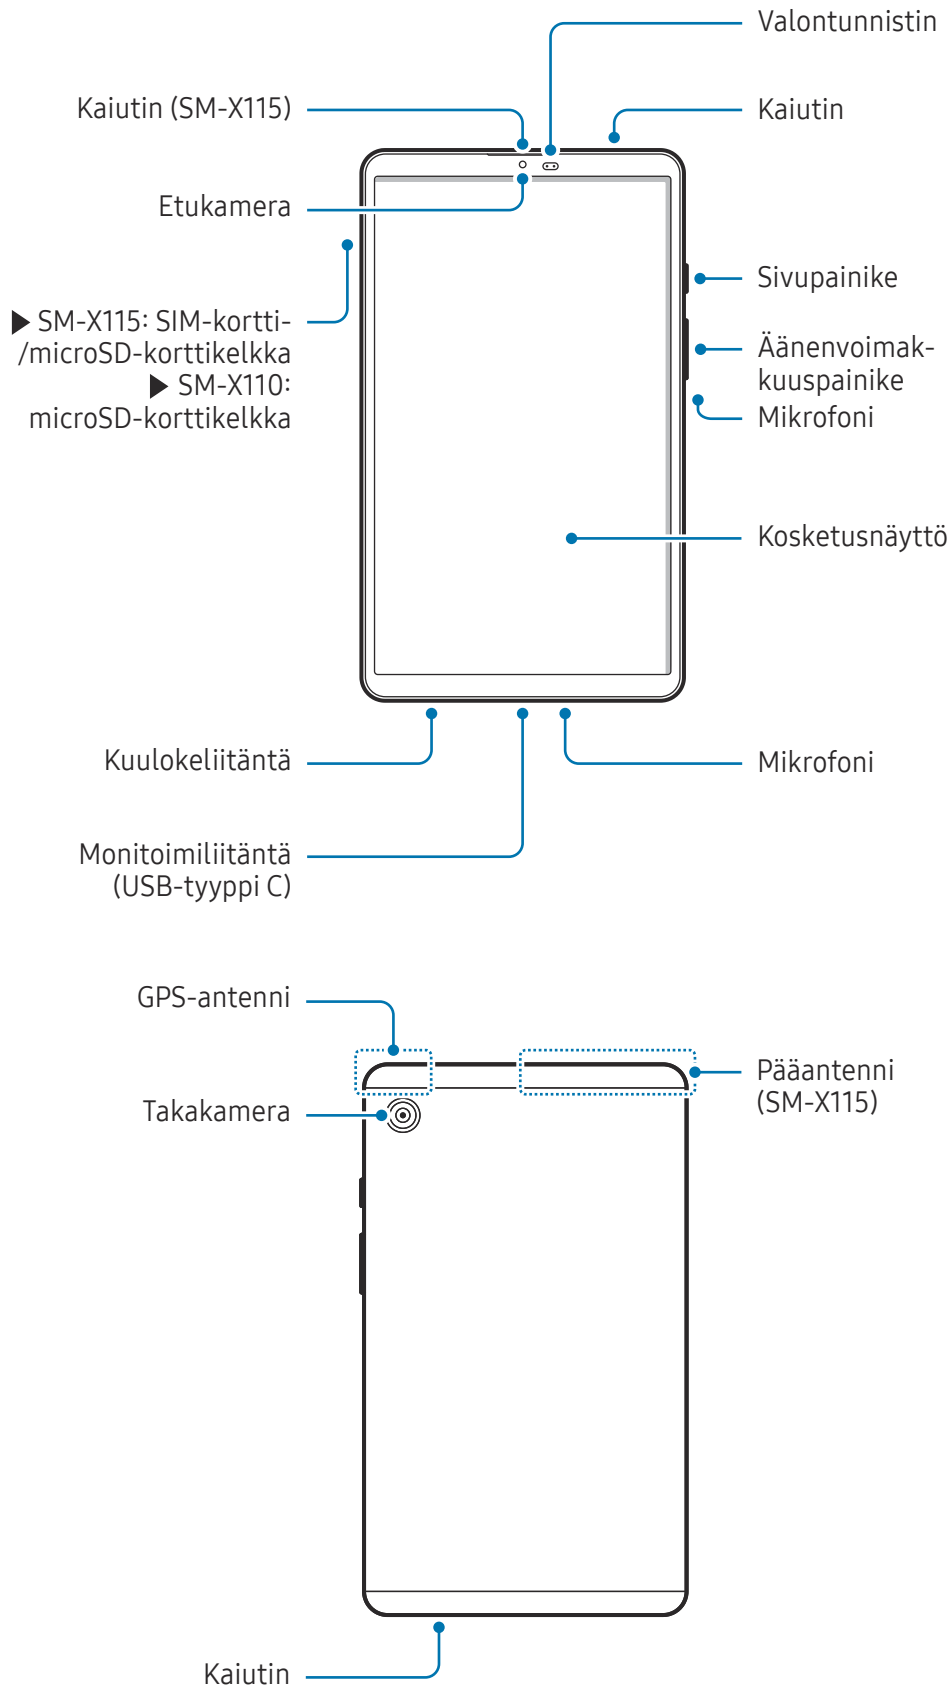 Valontunnistin
Kaiutin (SM-X115)
Kaiutin
Etukamera
Sivupainike
▶ SM-X115: SIM-kortti-
/microSD-korttikelkka
▶ SM-X110:
microSD-korttikelkka
Äänenvoimak-
kuuspainike
Mikrofoni
Kosketusnäyttö
Kuulokeliitäntä
Mikrofoni
Monitoimiliitäntä
(USB-tyyppi C)
GPS-antenni
Pääantenni
(SM-X115)
Takakamera
Kaiutin